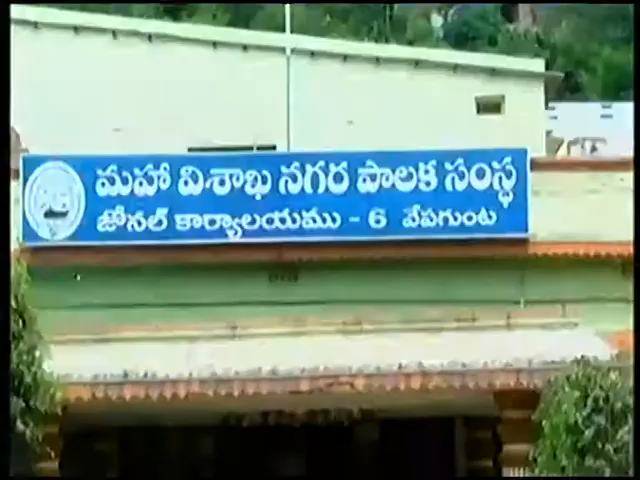 మహా విశాఖ నగర పాలక సంస్థ
జోనల్ కార్యాలయము - 6 వేపగుంట